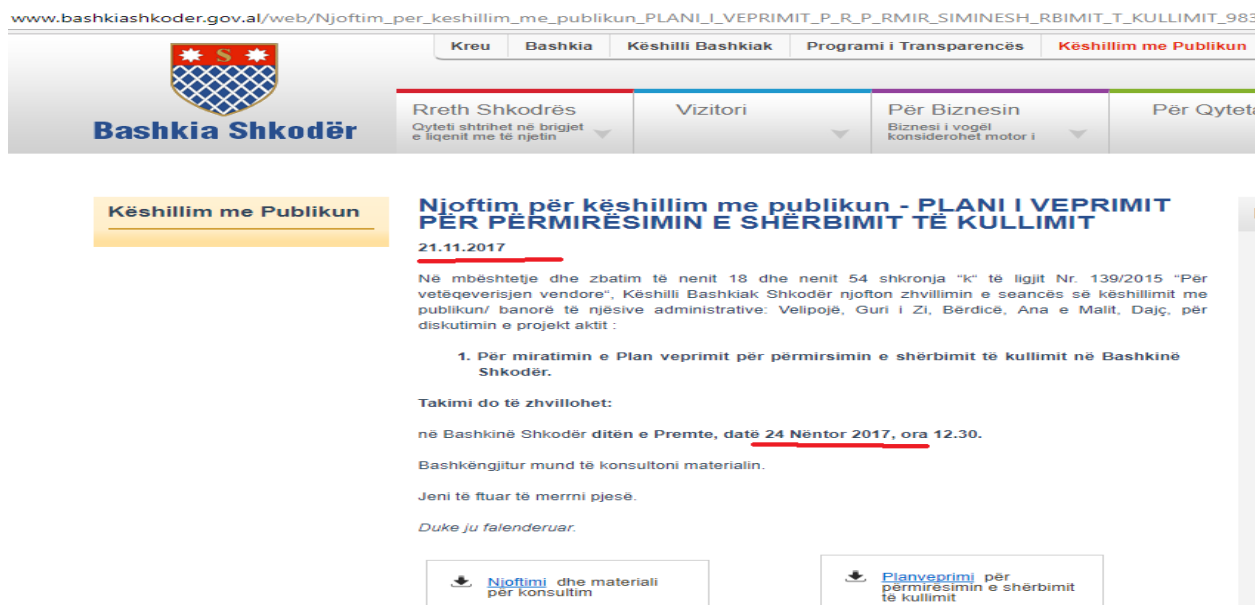 www.bashkiashkoder.gov.al/web/Njoftim_per_keshillim_me_publikun_PLANI_I_VEPRIMIT_P_R_P_RMIR_SIMINESH_RBIMIT_T_KULLIMIT_983
Kreu Bashkia Këshilli Bashkiak Programi i Transparencës Këshillim me Publikun
S
Bashkia Shkodër
Rreth Shkodrës Vizitori Për Biznesin Për Qyteta
Qyteti shtrihet në brigjet Biznesi i vogël
e liqenit me të njetin konsiderohet motor i
Këshillim me Publikun
Njoftim për këshillim me publikun - PLANI I VEPRIMIT
PËR PËRMIRËSIMIN E SHËRBIMIT TË KULLIMIT
21.11.2017
Në mbështetje dhe zbatim të nenit 18 dhe nenit 54 shkronja “k“ të ligjit Nr. 139/2015 “Për
vetëqeverisjen vendore“, Këshilli Bashkiak Shkodër njofton zhvillimin e seancës së këshillimit me
publikun/ banorë të njësive administrative: Velipojë, Guri i Zi, Bërdicë, Ana e Malit, Dajç, për
diskutimin e projekt aktit :
1. Për miratimin e Plan veprimit për përmirsimin e shërbimit të kullimit në Bashkinë
Shkodër.
Takimi do të zhvillohet:
në Bashkinë Shkodër ditën e Premte, datë 24 Nëntor 2017, ora 12.30.
Bashkëngjitur mund të konsultoni materialin.
Jeni të ftuar të merrni pjesë.
Duke ju falenderuar.
Njoftimi dhe materiali
për konsultim
Planveprimi për
përmirësimin e shërbimit
të kullimit